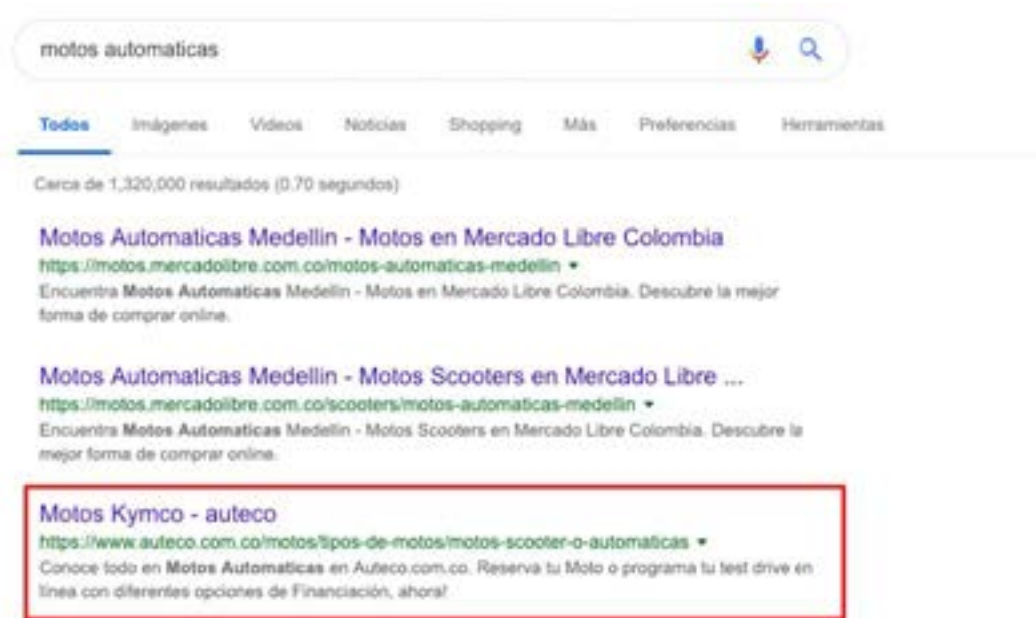 motos automaticas
Todos Imágenes Videos Noticias Shopping Más Preferencias Herramientas
Cerca de 1,320,000 resultados (0.70 segundos)
Motos Automaticas Medellin - Motos en Mercado Libre Colombia
https://motos.mercadolibre.com.co/motos-automaticas-medellin
Encuentra Motos Automaticas Medellin - Motos en Mercado Libre Colombia. Descubre la mejor
forma de comprar online.
Motos Automaticas Medellin - Motos Scooters en Mercado Libre ...
https://motos.mercadolibre.com.co/scooters/motos-automaticas-medellin
Encuentra Motos Automaticas Medellin - Motos Scooters en Mercado Libre Colombia. Descubre la
mejor forma de comprar online.
Motos Kymco - auteco
https://www.auteco.com.co/motos/tipos-de-motos/motos-scooter-o-automaticas
Conoce todo en Motos Automaticas en Auteco.com.co. Reserva tu Moto o programa tu test drive en
línea con diferentes opciones de Financiación, ahora!